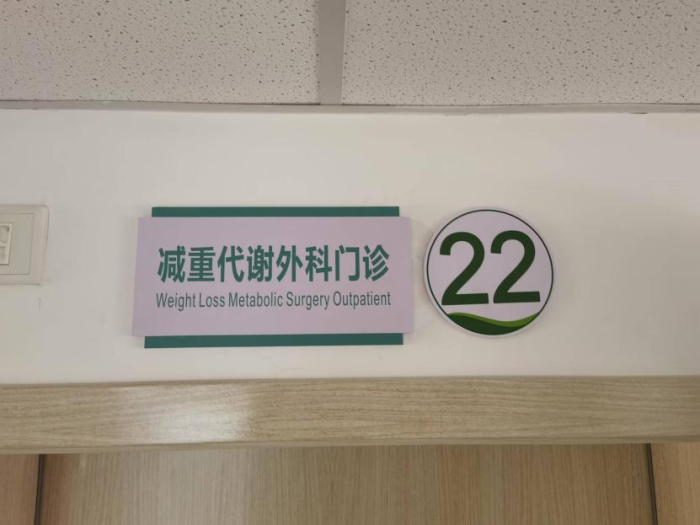 减重代谢外科门诊
Weight Loss Metabolic Surgery Outpatient
22